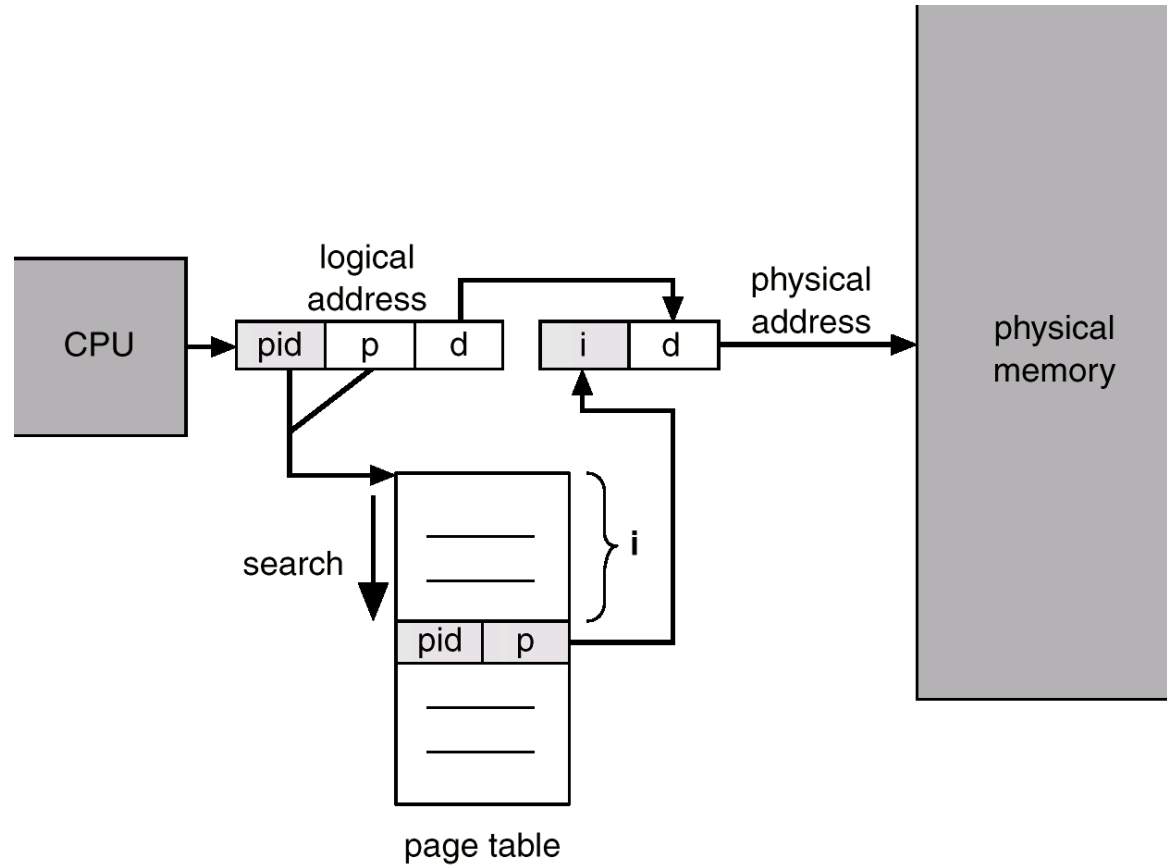 logical
address
physical
address
CPU
pid
p
d
i
d
physical
memory
search
i
pid
p
page table